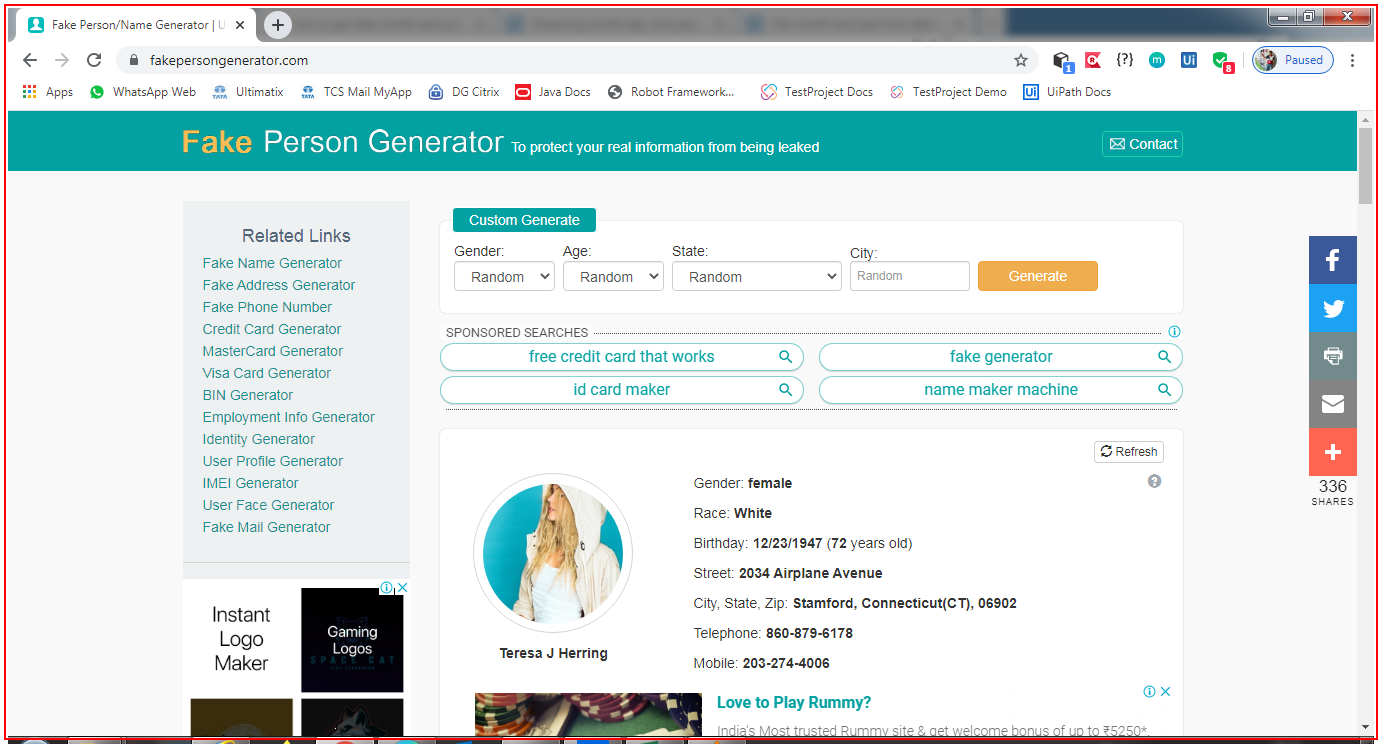 Fake Person/Name Generator | U
fakepersongenerator.com
1
{?}
m
Ui
8
Paused
Apps
WhatsApp Web
TATA
Ultimatix
TATA
TCS Mail MyApp
DG Citrix
Java Docs
Robot Framework...
TestProject Docs
TestProject Demo
Ui
UiPath Docs
Fake Person Generator To protect your real information from being leaked
Contact
Related Links
Fake Name Generator
Fake Address Generator
Fake Phone Number
Credit Card Generator
MasterCard Generator
Visa Card Generator
BIN Generator
Employment Info Generator
Identity Generator
User Profile Generator
IMEI Generator
User Face Generator
Fake Mail Generator
Instant
Logo
Maker
Gaming
Logos
SPACE CAT
Custom Generate
Gender: Age: State: City:
Random Random Random Random Generate
SPONSORED SEARCHES
free credit card that works
fake generator
id card maker
name maker machine
Refresh
Gender: female
Race: White
Birthday: 12/23/1947 (72 years old)
Street: 2034 Airplane Avenue
City, State, Zip: Stamford, Connecticut(CT), 06902
Telephone: 860-879-6178
Mobile: 203-274-4006
Teresa J Herring
Love to Play Rummy?
India's Most trusted Rummy site & get welcome bonus of up to ₹5250*.
336
SHARES